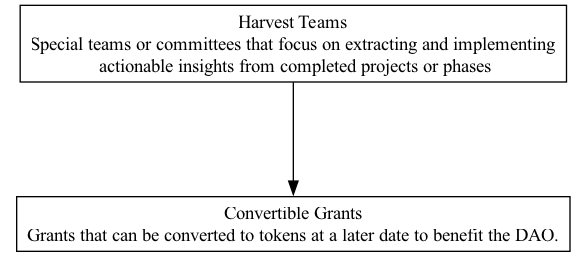 Harvest Teams
Special teams or committees that focus on extracting and implementing
actionable insights from completed projects or phases
Convertible Grants
Grants that can be converted to tokens at a later date to benefit the DAO.